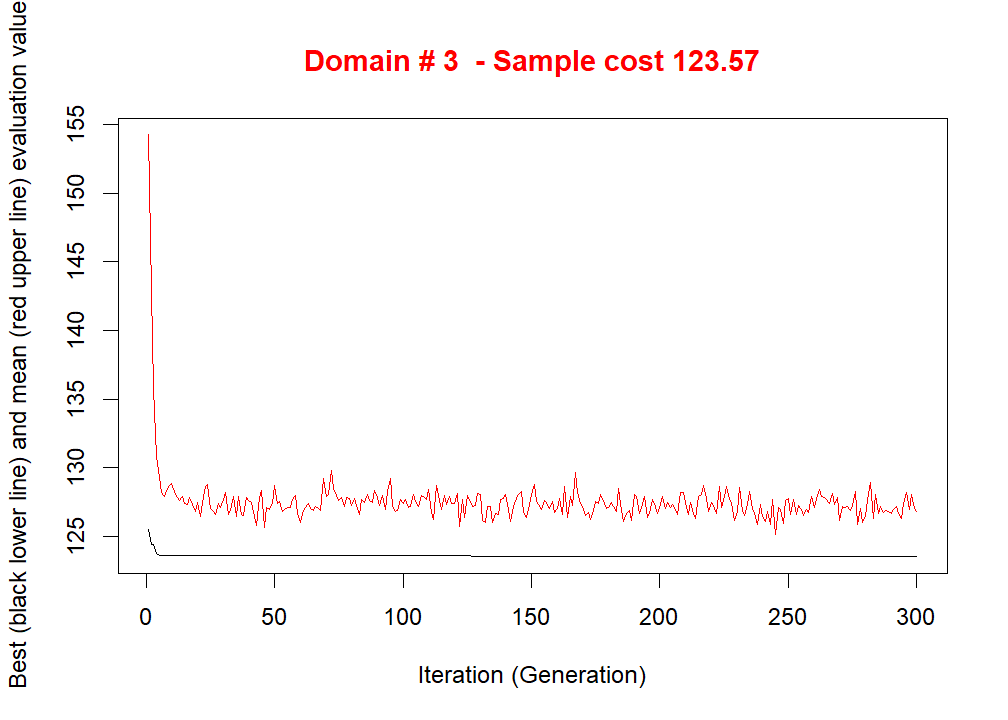 Domain # 3  - Sample cost 123.57
Best (black lower line) and mean (red upper line) evaluation value
155
150
145
140
135
130
125
0 50 100 150 200 250 300
Iteration (Generation)